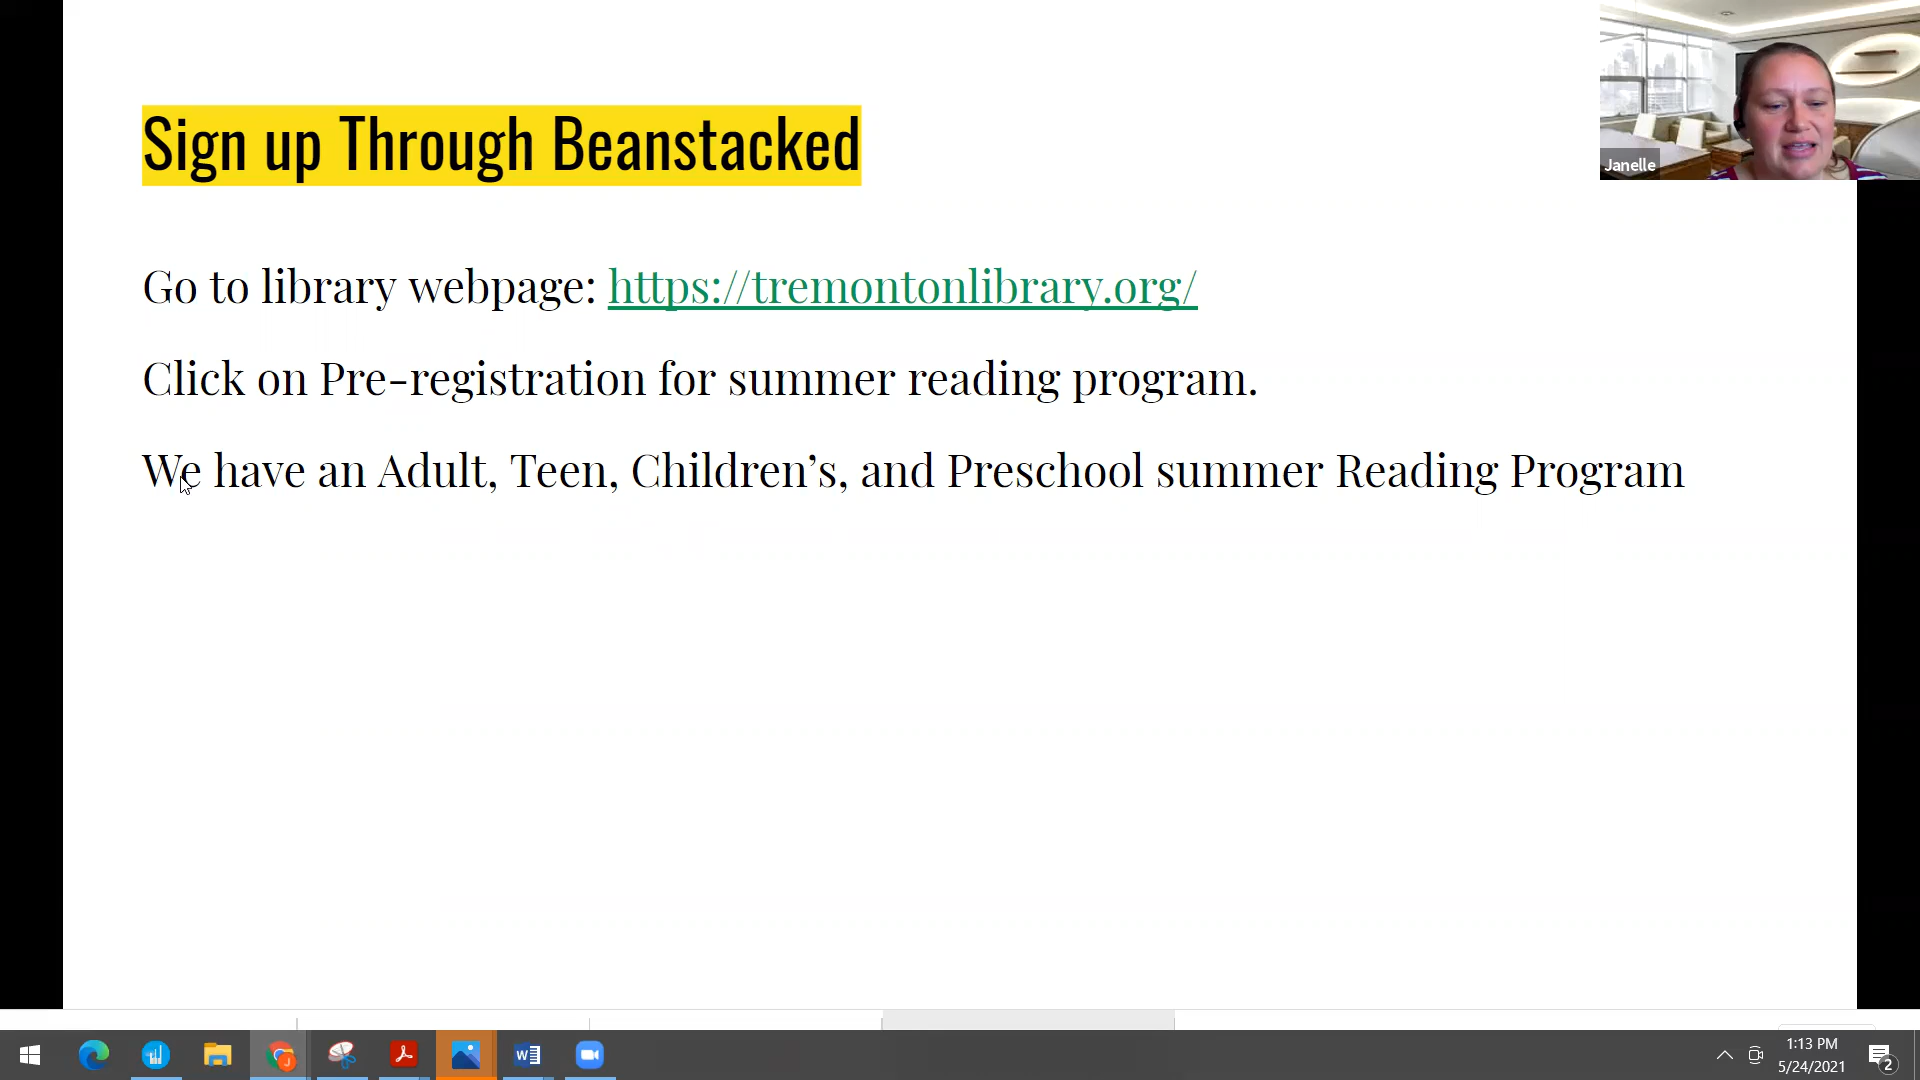 Sign up Through Beanstacked
Janelle
Go to library webpage: https://tremontonlibrary.org/
Click on Pre-registration for summer reading program.
We have an Adult, Teen, Children’s, and Preschool summer Reading Program
1:13 PM
5/24/2021
2